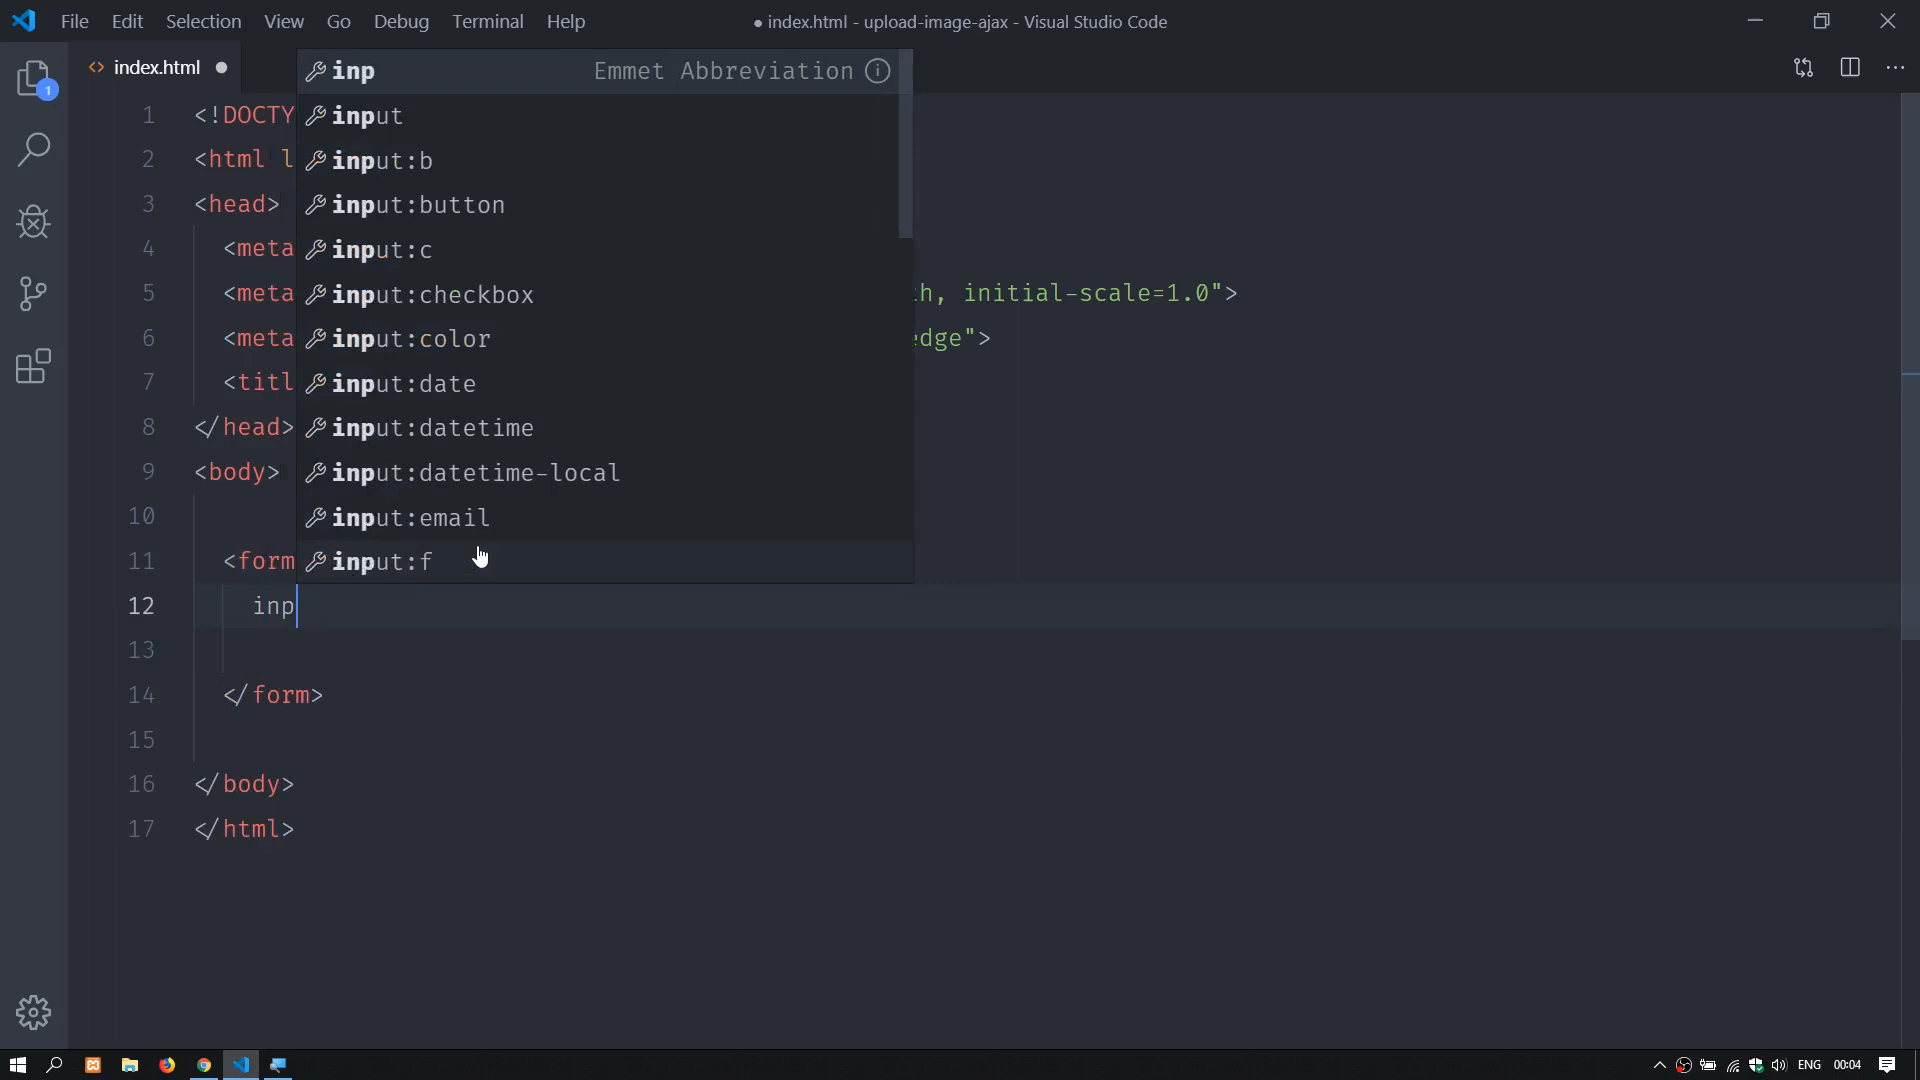 File Edit Selection View Go Debug Terminal Help
● index.html - upload-image-ajax - Visual Studio Code
1
<> index.html ●
inp Emmet Abbreviation
input
input:b
input:button
input:c
input:checkbox
input:color
input:date
input:datetime
input:datetime-local
input:email
input:f
1 <!DOCTY
2 <html l
3 <head>
4 <meta
5 <meta h, initial-scale=1.0">
6 <meta edge">
7 <titl
8 </head>
9 <body>
10
11 <form
12 inp
13
14 </form>
15
16 </body>
17 </html>
ENG 00:04